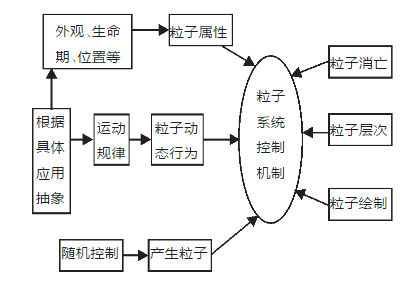 外观、生命
期、位置等
粒子属性
粒子消亡
根据
具体
应用
抽象
运动
规律
粒子动
态行为
粒子
系统
控制
机制
粒子层次
粒子绘制
随机控制
产生粒子